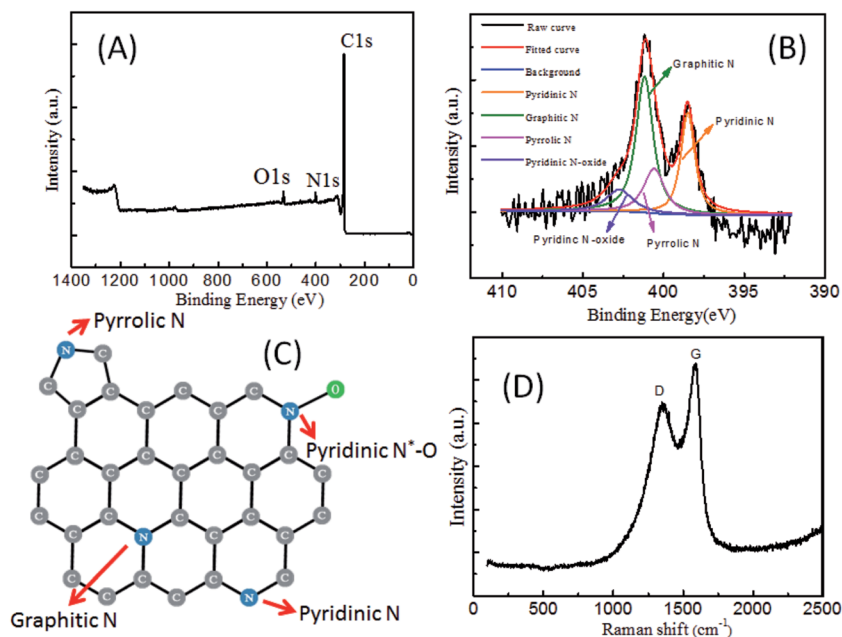 (A)
C1s
O1s
N1s
Intensity (a.u.)
1400 1200 1000 800 600 400 200 0
Binding Energy (eV)
(B)
Raw curve
Fitted curve
Background
Pyridinic N
Graphitic N
Pyrrolic N
Pyridinic N-oxide
Graphitic N
Pyridinic N
Pyridinc N -oxide
Pyrrolic N
Intensity (a.u.)
410 405 400 395 390
Binding Energy(eV)
(C)
Pyrrolic N
N C
C C
C C C C O
C C C C N
Pyridinic N*-O
C C C C
C C C C
C C C C
C N C C
C C C C
C C N
Graphitic N
Pyridinic N
(D)
D
G
Intensity (a.u.)
0 500 1000 1500 2000 2500
Raman shift (cm-1)